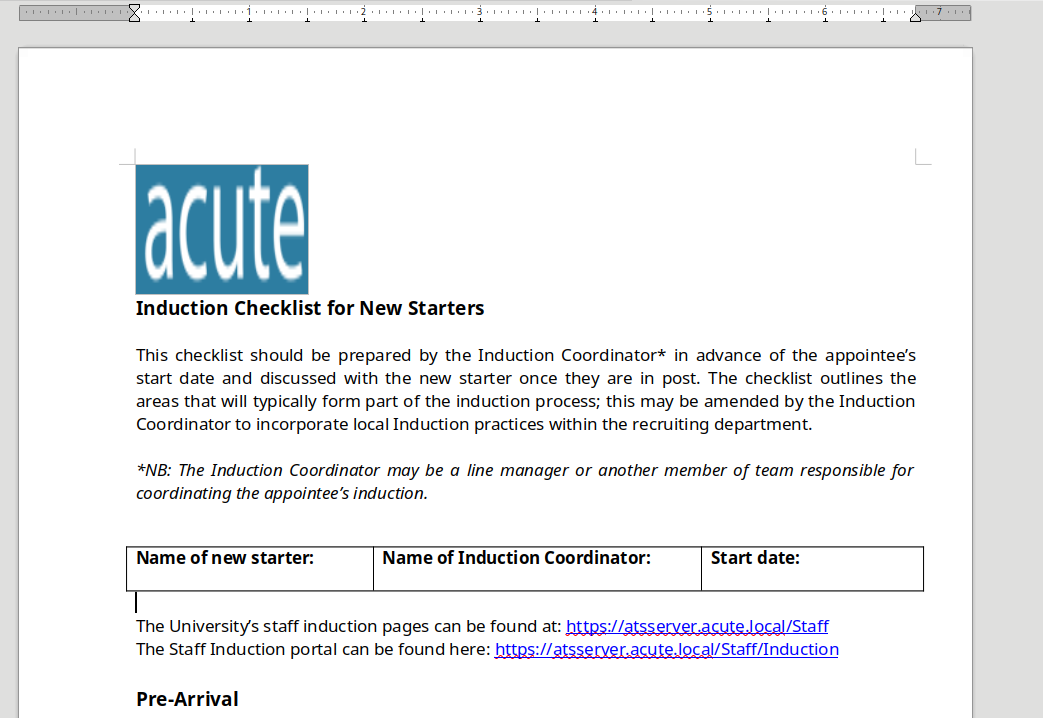 1 2 3 4 5 6 7
acute
Induction Checklist for New Starters
This checklist should be prepared by the Induction Coordinator* in advance of the appointee’s
start date and discussed with the new starter once they are in post. The checklist outlines the
areas that will typically form part of the induction process; this may be amended by the Induction
Coordinator to incorporate local Induction practices within the recruiting department.
*NB: The Induction Coordinator may be a line manager or another member of team responsible for
coordinating the appointee’s induction.
Name of new starter: Name of Induction Coordinator: Start date:
The University’s staff induction pages can be found at: https://atsserver.acute.local/Staff
The Staff Induction portal can be found here: https://atsserver.acute.local/Staff/Induction
Pre-Arrival